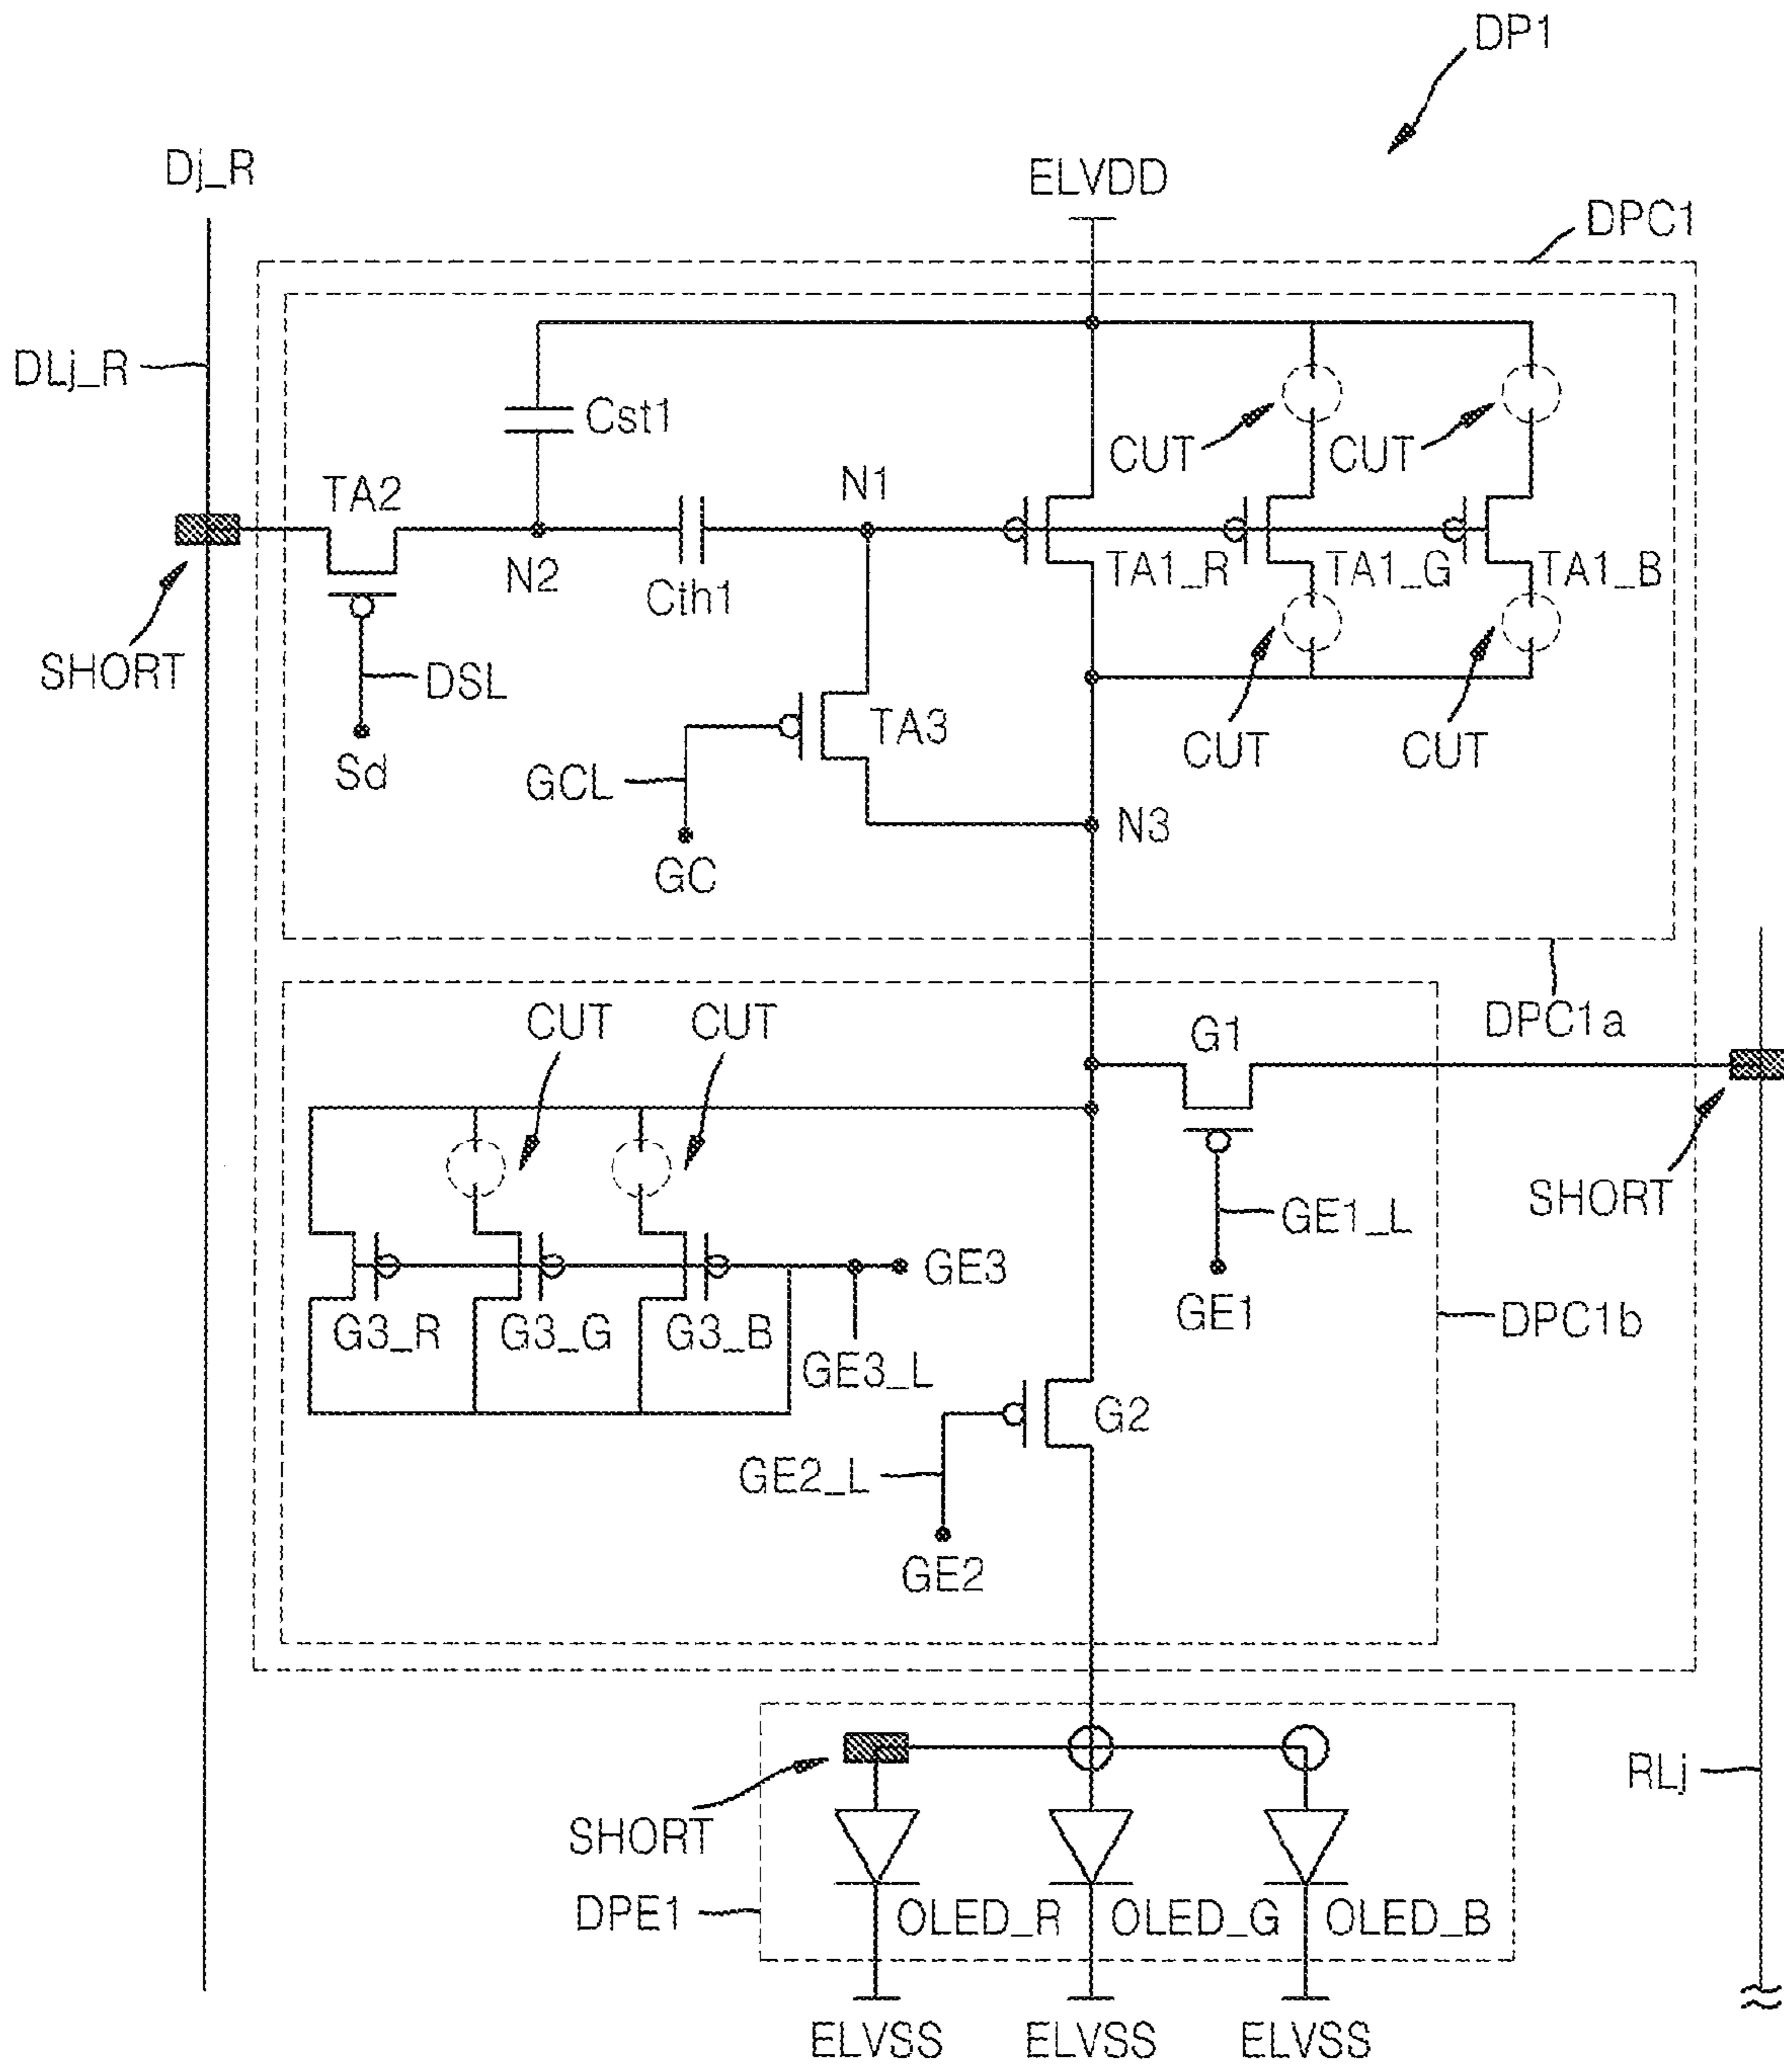 DP1
Dj_R
ELVDD
DPC1
DLj_R
Cst1
CUT
CUT
TA2
N1
N2
Cth1
TA1_R
TA1_G
TA1_B
SHORT
DSL
TA3
CUT
CUT
Sd
GCL
N3
GC
DPC1a
CUT
CUT
G1
SHORT
GE1_L
GE3
GE1
DPC1b
G3_R
G3_G
G3_B
GE3_L
G2
GE2_L
GE2
RLj
SHORT
DPE1
OLED_R
OLED_G
OLED_B
ELVSS
ELVSS
ELVSS